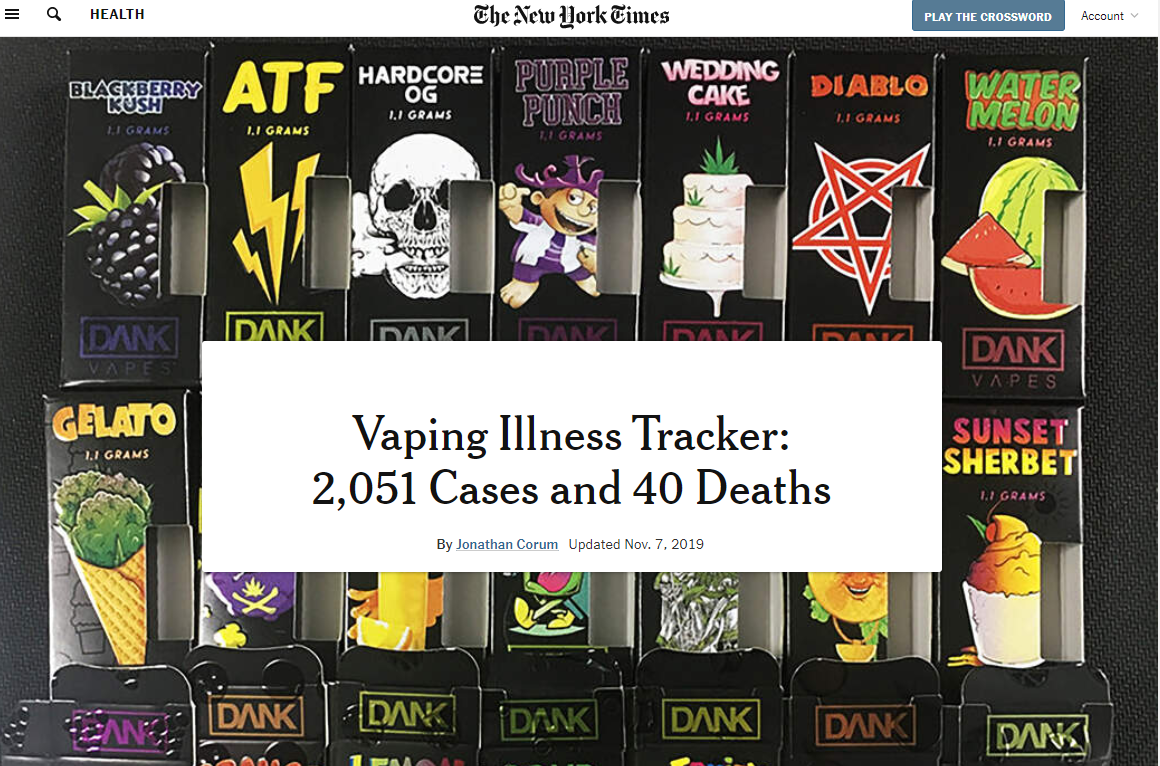 HEALTH
The New York Times
PLAY THE CROSSWORD
Account
BLACKBERRY
KUSH
1.1 GRAMS
DANK
VAPES
ATF
1.1 GRAMS
DANK
HARDCORE
OG
1.1 GRAMS
DANK
PURPLE
PUNCH
1.1 GRAMS
DANK
WEDDING
CAKE
1.1 GRAMS
DANK
DIABLO
1.1 GRAMS
DANK
WATER
MELON
1.1 GRAMS
DANK
VAPES
GELATO
1.1 GRAMS
Vaping Illness Tracker:
2,051 Cases and 40 Deaths
By Jonathan Corum Updated Nov. 7, 2019
SUNSET
SHERBET
1.1 GRAMS
DANK
DANK
DANK
DANK
DANK
DANK
DANK
LEMON